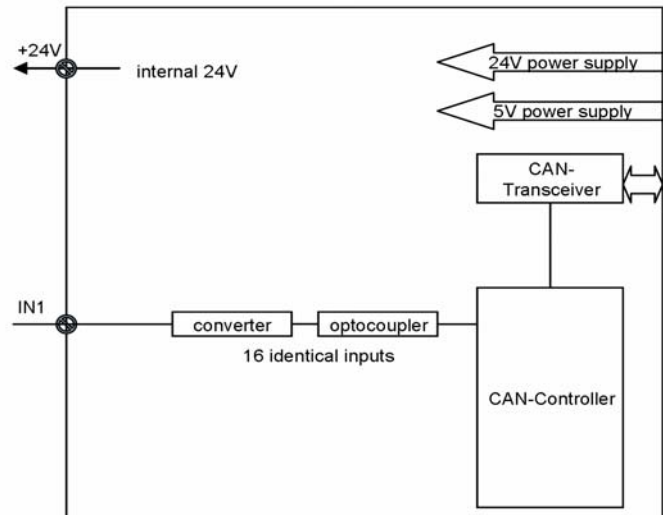 +24V
internal 24V
24V power supply
5V power supply
CAN-
Transceiver
IN1
converter
optocoupler
16 identical inputs
CAN-Controller